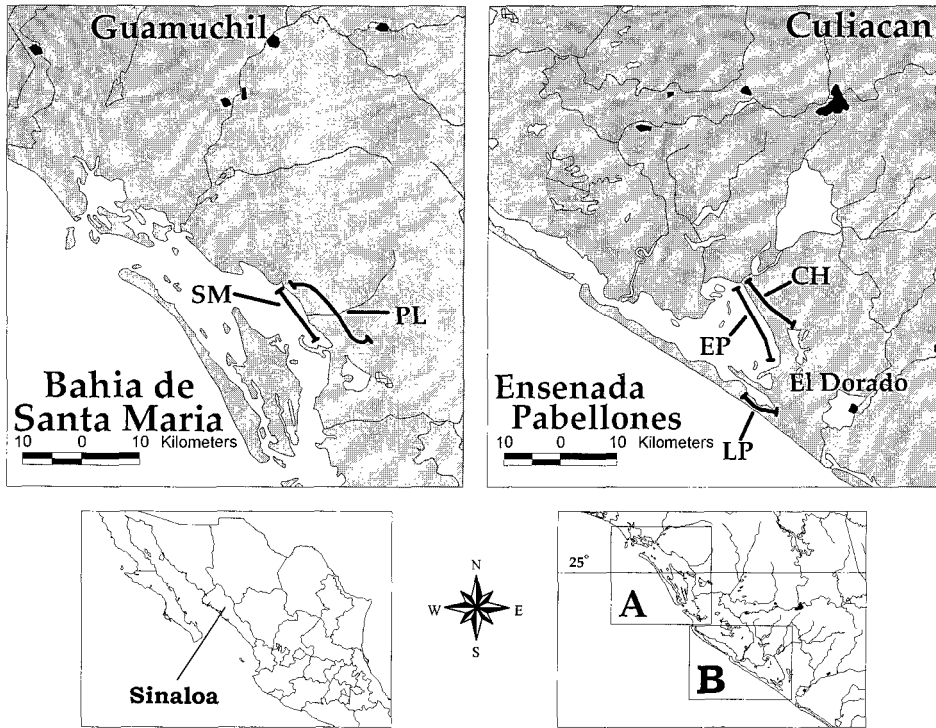 Guamuchil
SM
PL
Bahia de
Santa Maria
10 0 10 Kilometers
Culiacan
CH
EP
El Dorado
Ensenada
Pabellones
10 0 10 Kilometers
LP
Sinaloa
N
W E
S
25°
A
B